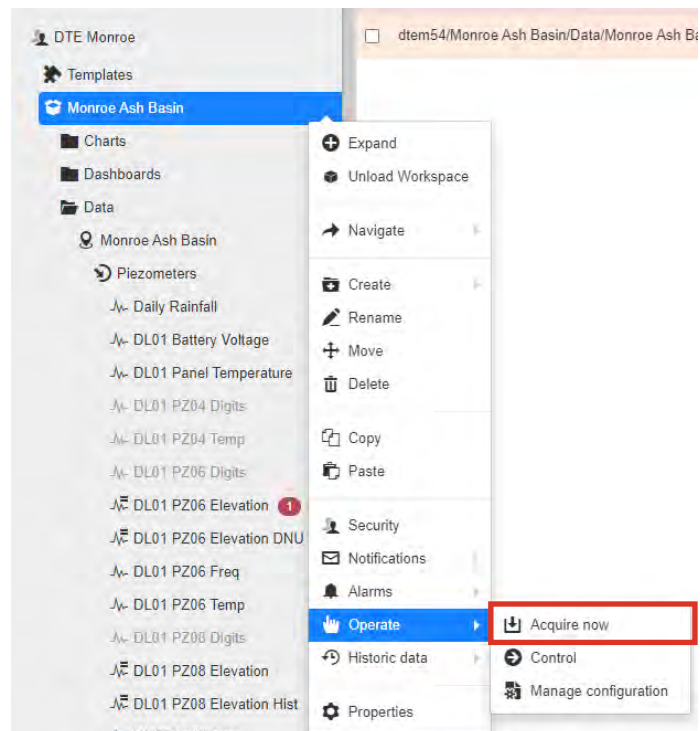 DTE Monroe
dtem54/Monroe Ash Basin/Data/Monroe Ash Ba
Templates
Monroe Ash Basin
Charts
Dashboards
Data
Monroe Ash Basin
Piezometers
Daily Rainfall
DL01 Battery Voltage
DL01 Panel Temperature
DL01 PZ04 Digits
DL01 PZ04 Temp
DL01 PZ06 Digits
DL01 PZ06 Elevation 1
DL01 PZ06 Elevation DNU
DL01 PZ06 Freq
DL01 PZ06 Temp
DL01 PZ08 Digits
DL01 PZ08 Elevation
DL01 PZ08 Elevation Hist
Expand
Unload Workspace
Navigate
Create
Rename
Move
Delete
Copy
Paste
Security
Notifications
Alarms
Operate
Historic data
Properties
Acquire now
Control
Manage configuration